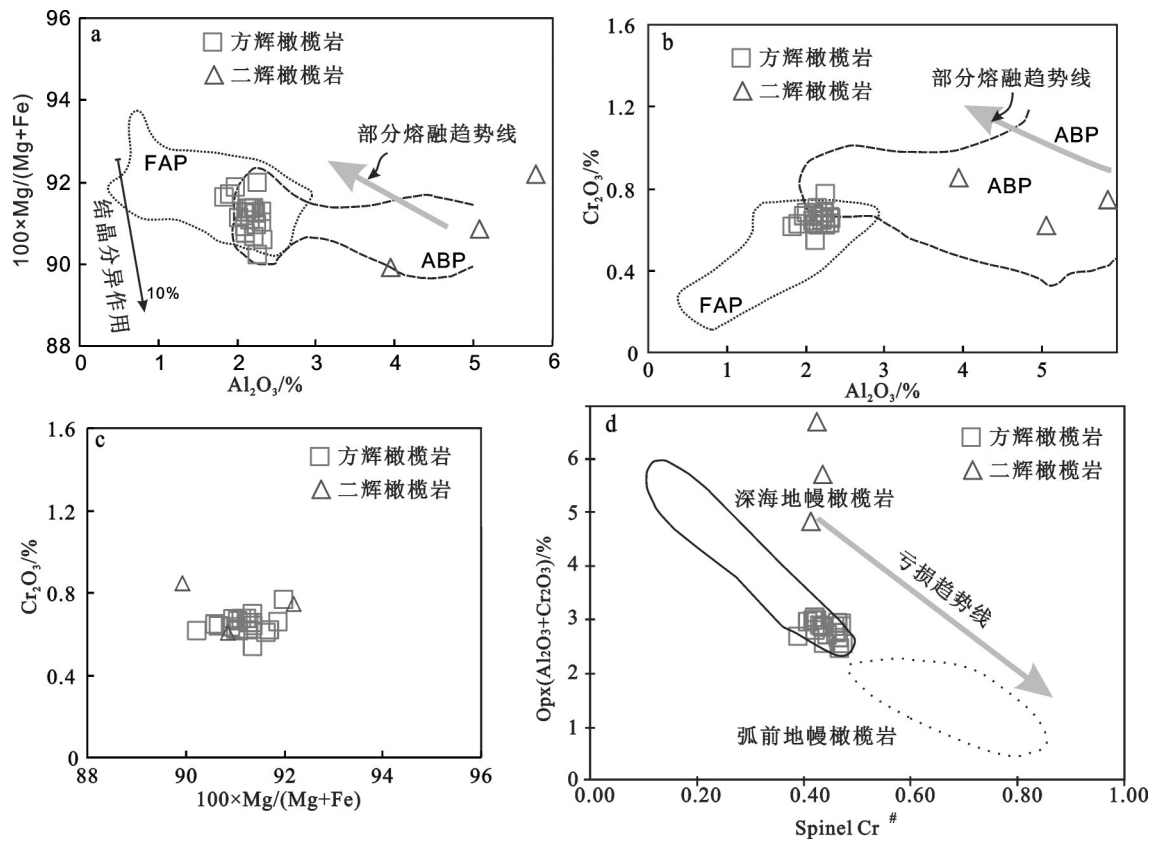 a
方辉橄榄岩
二辉橄榄岩
部分熔融趋势线
FAP
ABP
结晶分异作用
10%
100×Mg/(Mg+Fe)
96
94
92
90
88
0 1 2 3 4 5 6
Al₂O₃/%
b
方辉橄榄岩
二辉橄榄岩
部分熔融趋势线
ABP
ABP
FAP
Cr₂O₃/%
1.6
1.2
0.8
0.4
0
0 1 2 3 4 5
Al₂O₃/%
c
方辉橄榄岩
二辉橄榄岩
Cr₂O₃/%
1.6
1.2
0.8
0.4
0
88 90 92 94 96
100×Mg/(Mg+Fe)
d
方辉橄榄岩
二辉橄榄岩
深海地幔橄榄岩
亏损趋势线
弧前地幔橄榄岩
Opx(Al₂O₃+Cr₂O₃)/%
6
5
4
3
2
1
0
0.00 0.20 0.40 0.60 0.80 1.00
Spinel Cr #